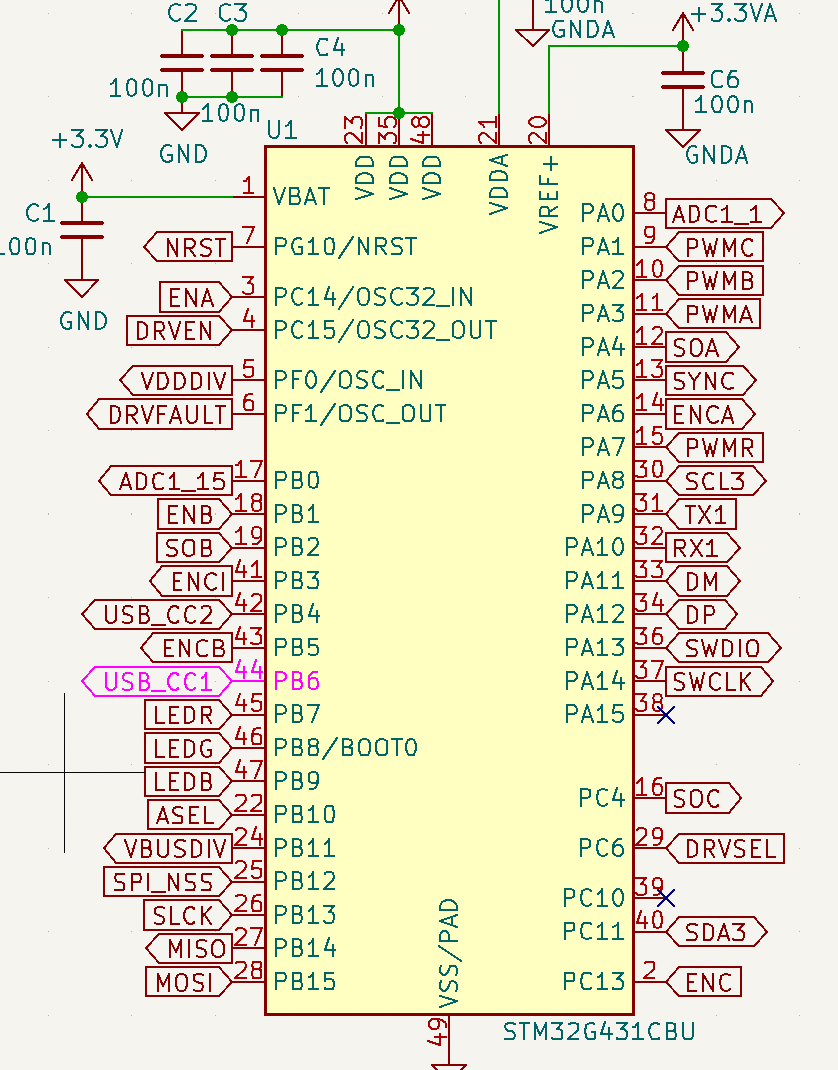 100n
C2 C3
+3.3VA
GNDA
C4
100n
C6
100n
100n
100n
GND
GNDA
+3.3V
U1
23 35 48 21 20
VDD VDD VDD VDDA VREF+
1 VBAT
C1
GND
NRST 7 PG10/NRST
ENA 3 PC14/OSC32_IN
DRVEN 4 PC15/OSC32_OUT
VDDDIV 5 PF0/OSC_IN
DRVFAULT 6 PF1/OSC_OUT
ADC1_15 17 PB0
ENB 18 PB1
SOB 19 PB2
ENCI 41 PB3
USB_CC2 42 PB4
ENCB 43 PB5
USB_CC1 44 PB6
LEDR 45 PB7
LEDG 46 PB8/BOOT0
LEDB 47 PB9
ASEL 22 PB10
VBUSDIV 24 PB11
SPI_NSS 25 PB12
SLCK 26 PB13
MISO 27 PB14
MOSI 28 PB15
PA0 8 ADC1_1
PA1 9 PWMC
PA2 10 PWMB
PA3 11 PWMA
PA4 12 SOA
PA5 13 SYNC
PA6 14 ENCA
PA7 15 PWMR
PA8 30 SCL3
PA9 31 TX1
PA10 32 RX1
PA11 33 DM
PA12 34 DP
PA13 36 SWDIO
PA14 37 SWCLK
PA15 38
PC4 16 SOC
PC6 29 DRVSEL
PC10 39
PC11 40 SDA3
PC13 2 ENC
VSS/PAD
49
STM32G431CBU